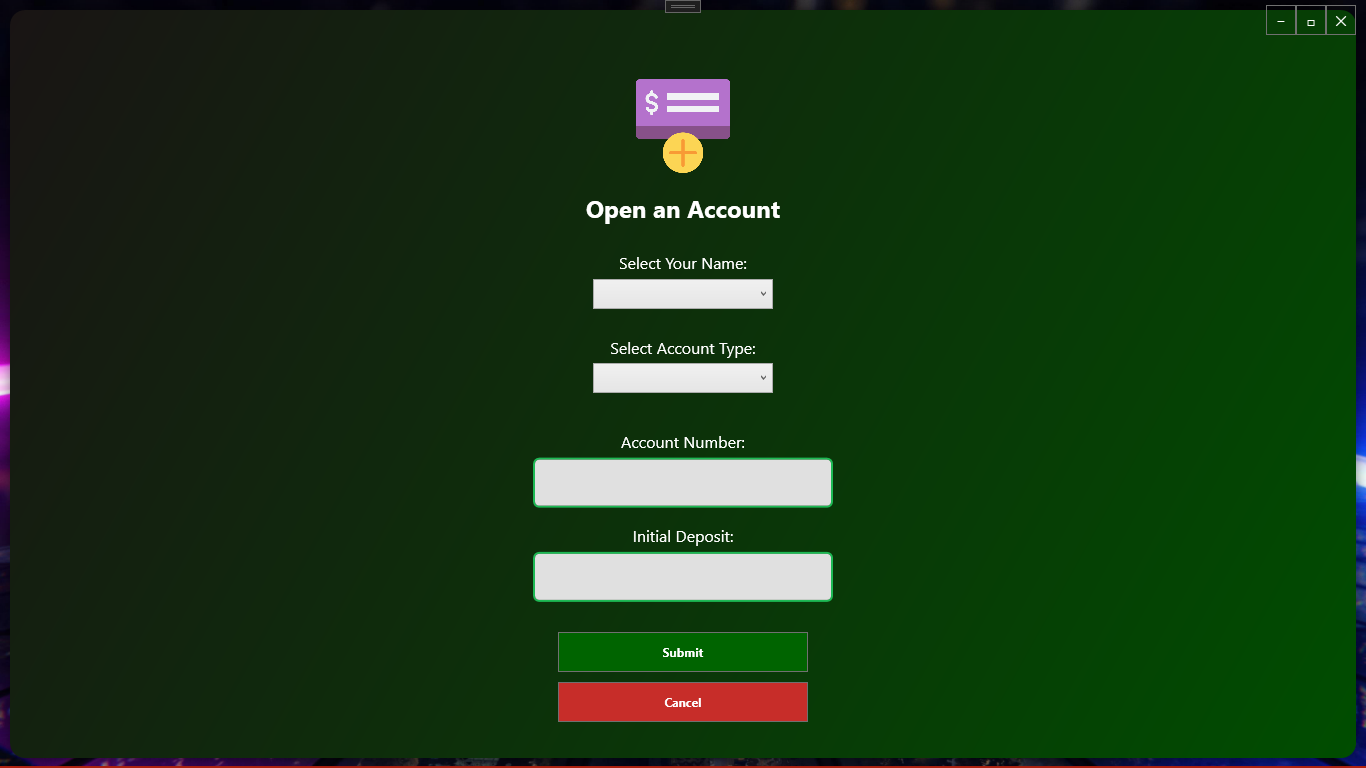 $
Open an Account
Select Your Name:
Select Account Type:
Account Number:
Initial Deposit:
Submit
Cancel